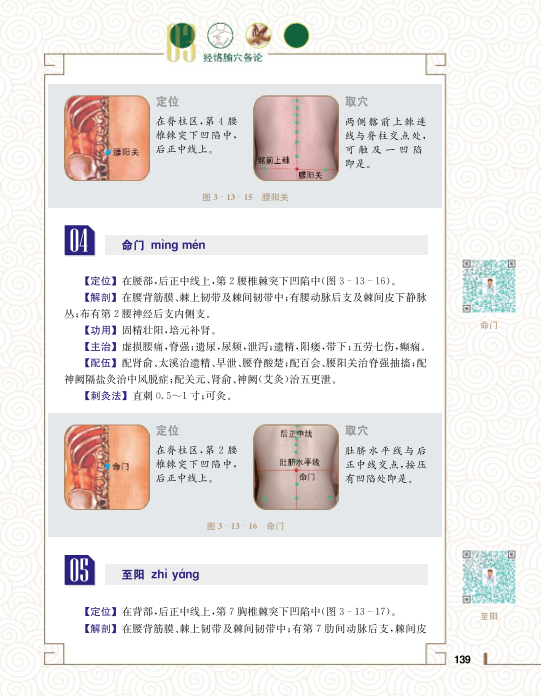 03
经络腧穴各论
定位
在脊柱区,第4腰
椎棘突下凹陷中,
后正中线上。
腰阳关
取穴
两侧髂前上棘连
线与脊柱交点处,
可触及一凹陷
即是。
髂前上棘
腰阳关
图3-13-15 腰阳关
04
命门 mìng mén
【定位】在腰部,后正中线上,第2腰椎棘突下凹陷中(图3-13-16)。
【解剖】在腰背筋膜、棘上韧带及棘间韧带中;有腰动脉后支及棘间皮下静脉
丛;布有第2腰神经后支内侧支。
【功用】固精壮阳,培元补肾。
【主治】虚损腰痛,脊强;遗尿,尿频,泄泻;遗精,阳痿,带下;五劳七伤,癫痫。
【配伍】配肾俞、太溪治遗精、早泄、腰脊酸楚;配百会、腰阳关治脊强抽搐;配
神阙隔盐灸治中风脱症;配关元、肾俞、神阙(艾灸)治五更泄。
【刺灸法】直刺0.5～1寸;可灸。
命门
定位
在脊柱区,第2腰
椎棘突下凹陷中,
后正中线上。
命门
后正中线
肚脐水平线
命门
取穴
肚脐水平线与后
正中线交点,按压
有凹陷处即是。
图3-13-16 命门
05
至阳 zhì yáng
【定位】在背部,后正中线上,第7胸椎棘突下凹陷中(图3-13-17)。
【解剖】在腰背筋膜、棘上韧带及棘间韧带中;有第7肋间动脉后支,棘间皮
至阳
139